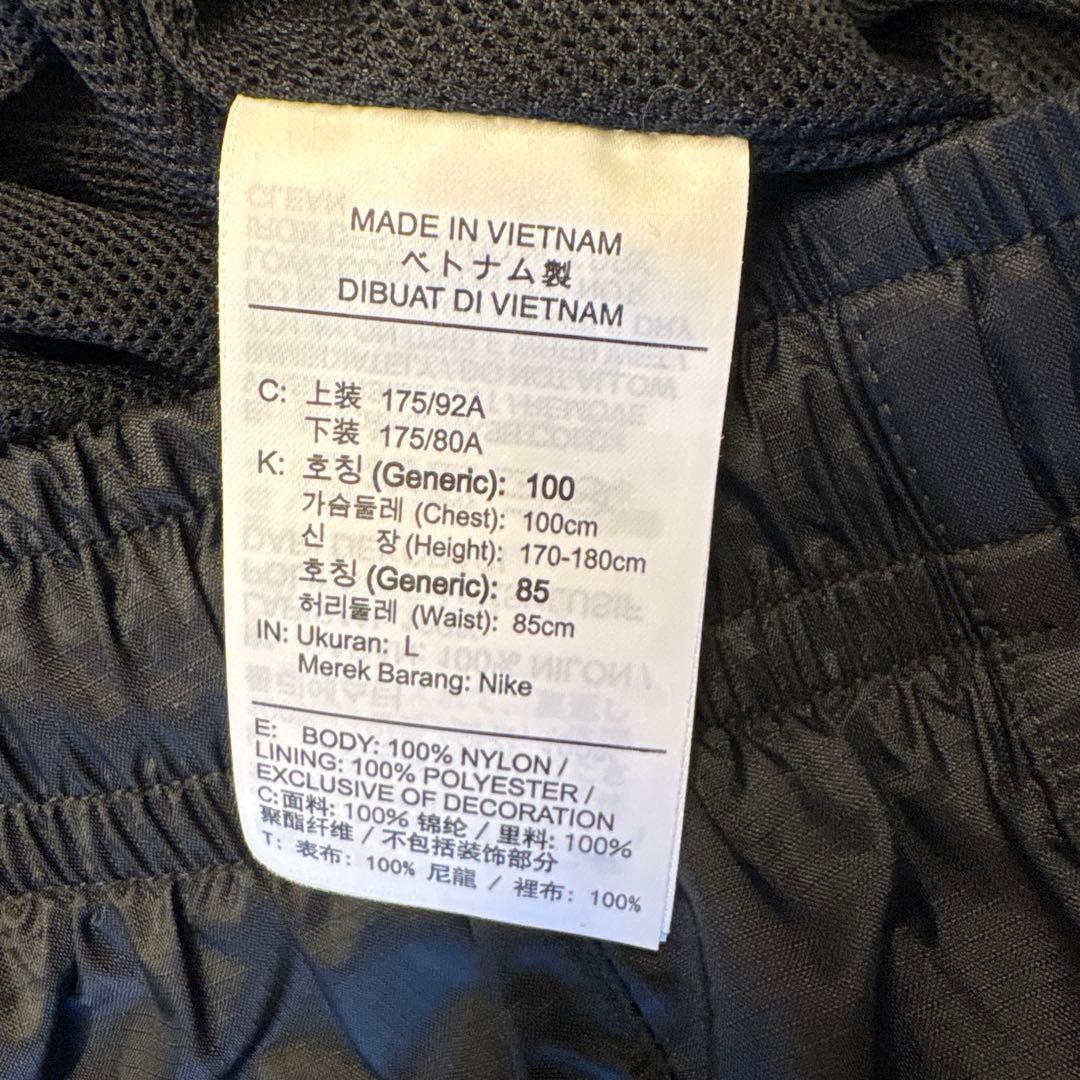 MADE IN VIETNAM
ベトナム製
DIBUAT DI VIETNAM
C: 上装 175/92A
下装 175/80A
K: 호칭 (Generic): 100
가슴둘레 (Chest): 100cm
신 장 (Height): 170-180cm
호칭 (Generic): 85
허리둘레 (Waist): 85cm
IN: Ukuran: L
Merek Barang: Nike
E: BODY: 100% NYLON /
LINING: 100% POLYESTER /
EXCLUSIVE OF DECORATION
C:面料: 100% 锦纶 / 里料: 100%
聚酯纤维 / 不包括装饰部分
T: 表布: 100% 尼龍 / 裡布: 100%